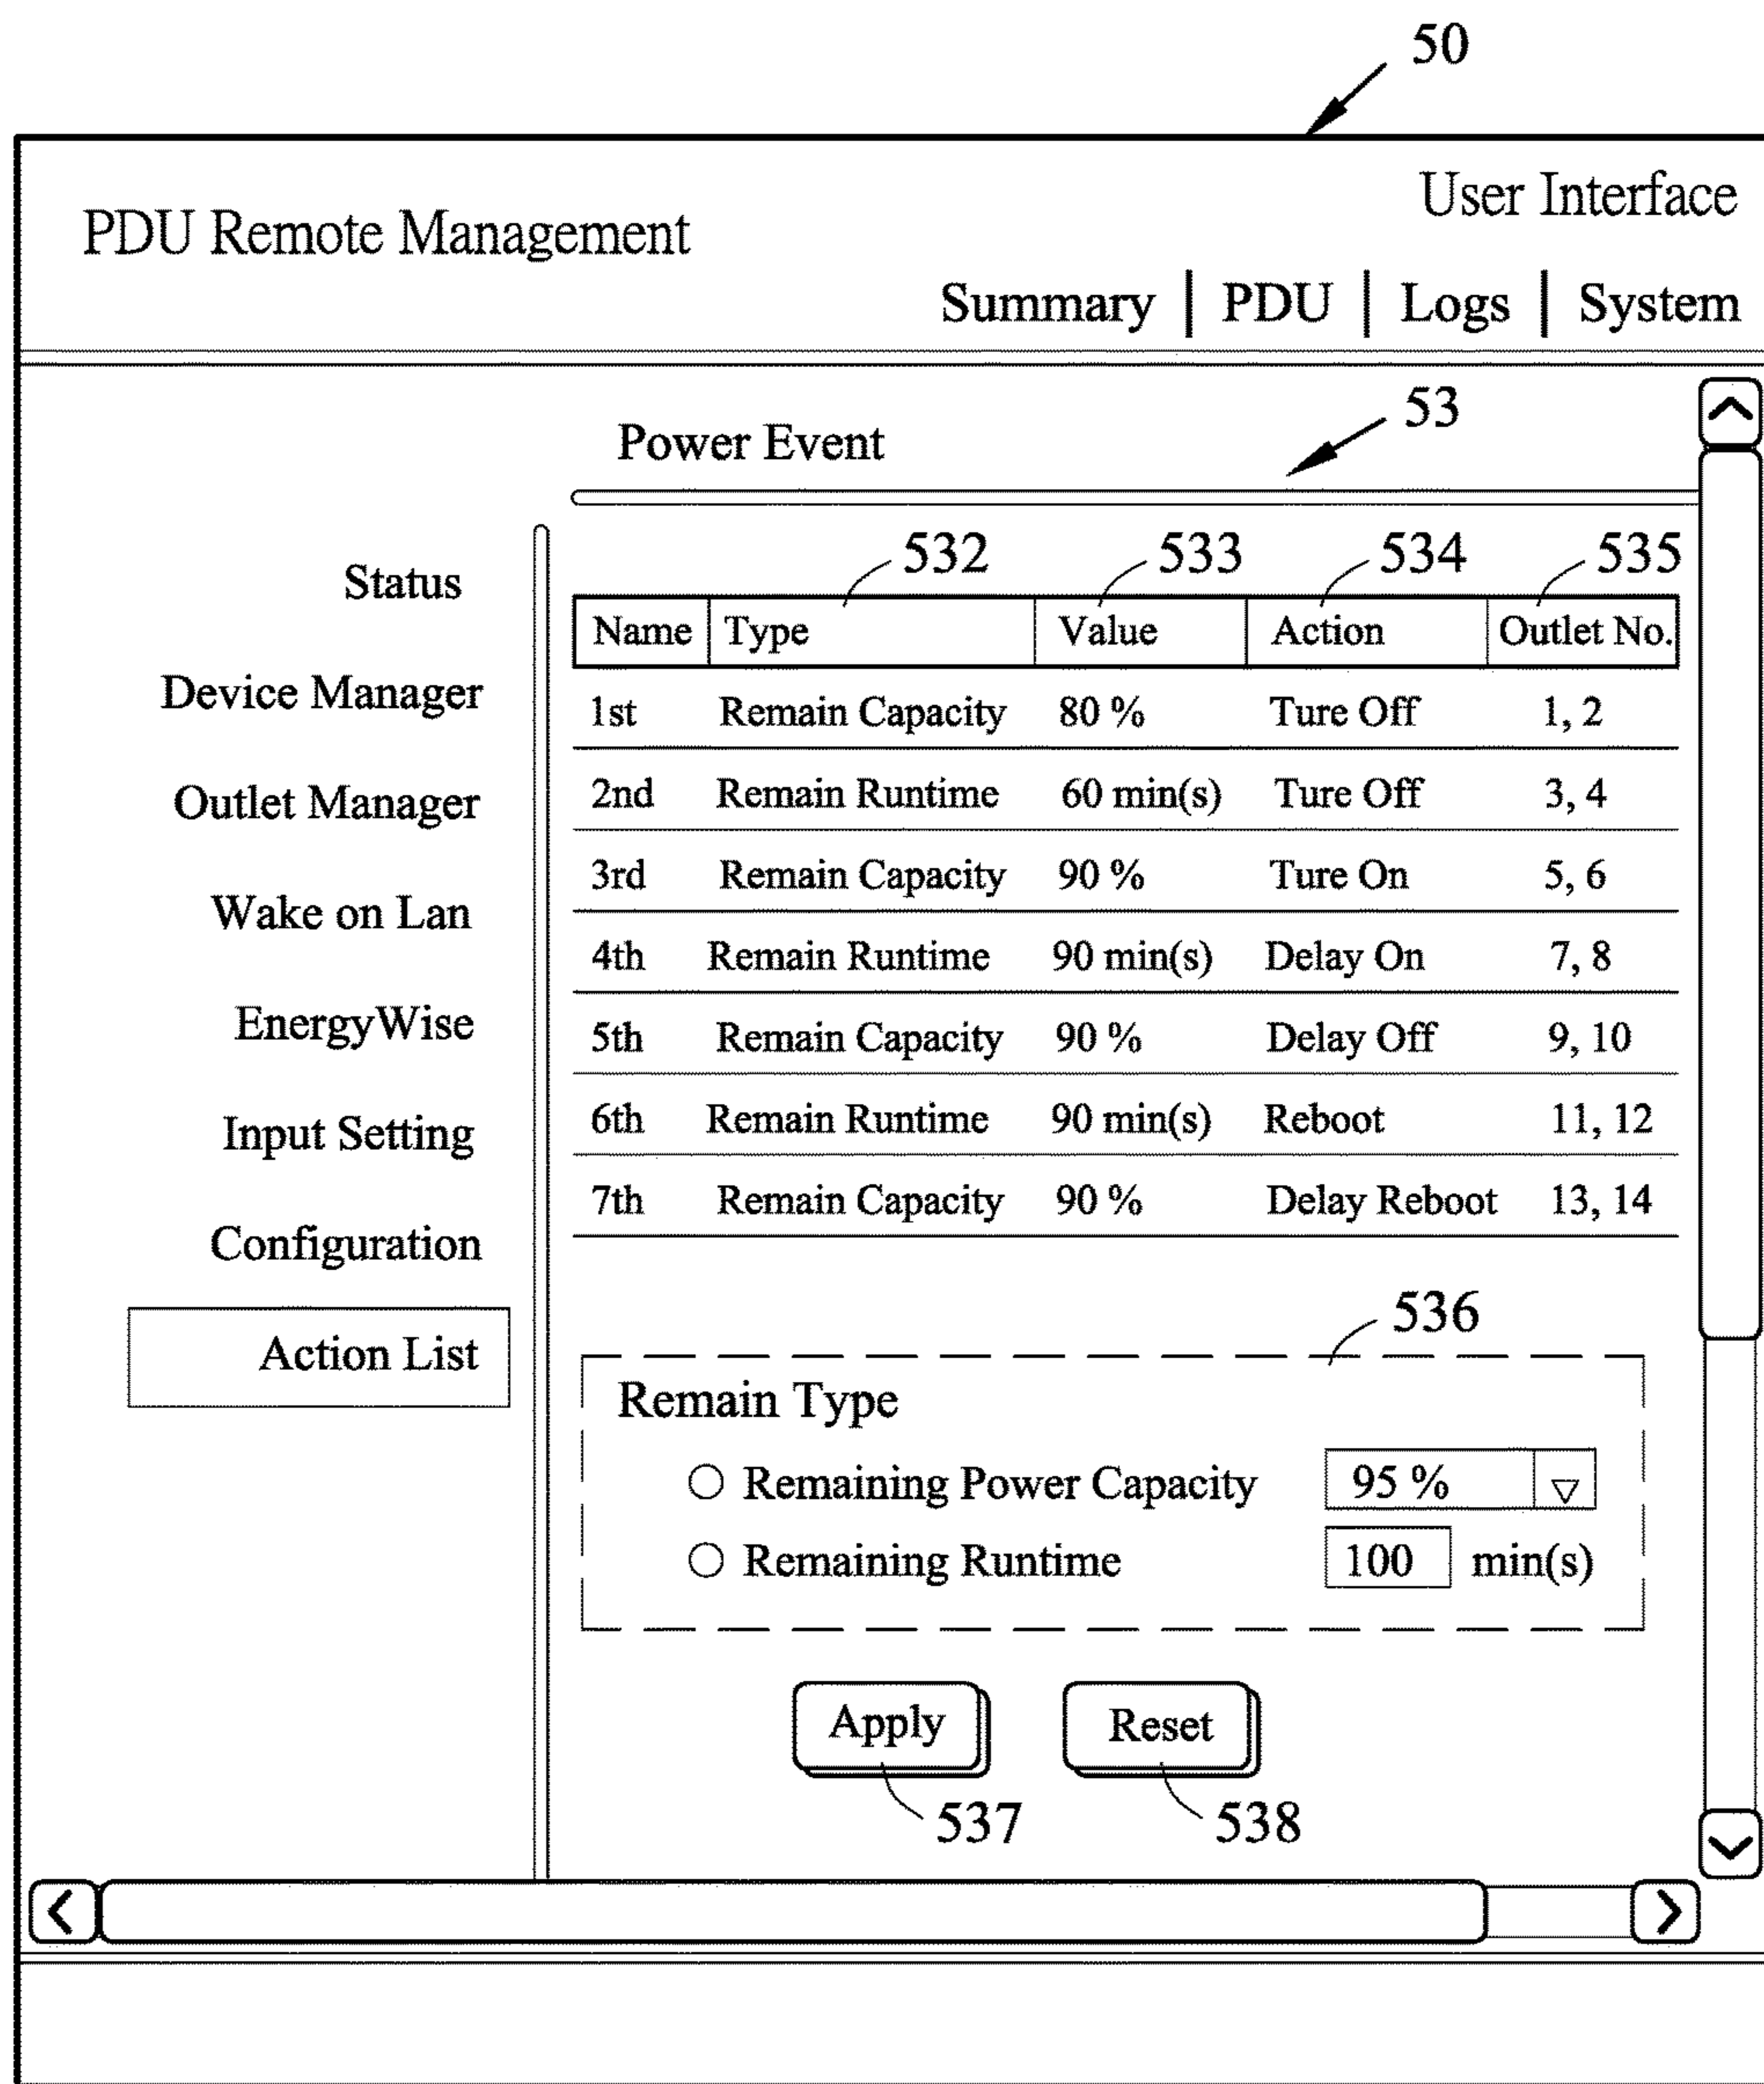 50
User Interface
PDU Remote Management
Summary | PDU | Logs | System
Power Event
53
Status
Device Manager
Outlet Manager
Wake on Lan
EnergyWise
Input Setting
Configuration
Action List
532 533 534 535
Name Type Value Action Outlet No.
1st Remain Capacity 80 % Ture Off 1, 2
2nd Remain Runtime 60 min(s) Ture Off 3, 4
3rd Remain Capacity 90 % Ture On 5, 6
4th Remain Runtime 90 min(s) Delay On 7, 8
5th Remain Capacity 90 % Delay Off 9, 10
6th Remain Runtime 90 min(s) Reboot 11, 12
7th Remain Capacity 90 % Delay Reboot 13, 14
536
Remain Type
Remaining Power Capacity 95 %
Remaining Runtime 100 min(s)
Apply Reset
537 538